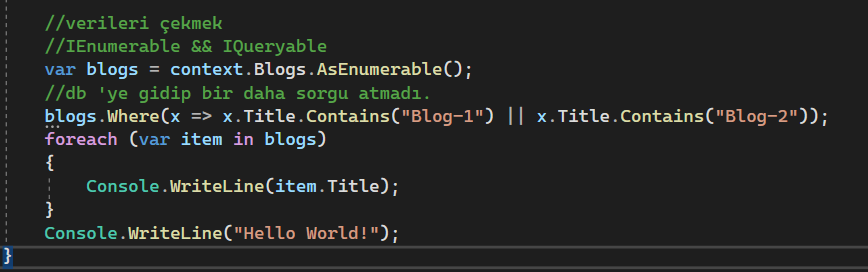 //verileri çekmek
//IEnumerable && IQueryable
var blogs = context.Blogs.AsEnumerable();
//db 'ye gidip bir daha sorgu atmadı.
blogs.Where(x => x.Title.Contains("Blog-1") || x.Title.Contains("Blog-2"));
foreach (var item in blogs)
{
Console.WriteLine(item.Title);
}
Console.WriteLine("Hello World!");
}